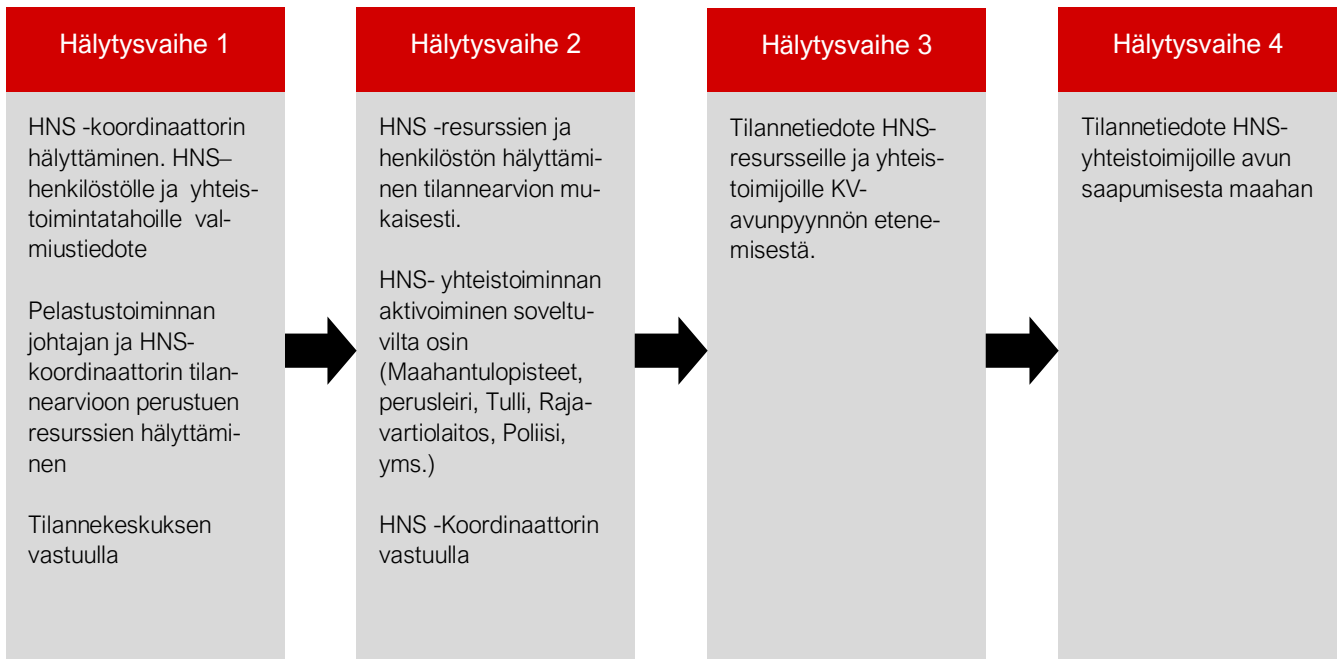 Hälytysvaihe 1
HNS -koordinaattorin
hälyttäminen. HNS–
henkilöstölle ja yhteis-
toimintatahoille val-
miustiedote
Pelastustoiminnan
johtajan ja HNS-
koordinaattorin tilan-
nearvioon perustuen
resurssien hälyttämi-
nen
Tilannekeskuksen
vastuulla
Hälytysvaihe 2
HNS -resurssien ja
henkilöstön hälyttämi-
nen tilannearvion mu-
kaisesti.
HNS- yhteistoiminnan
aktivoiminen soveltu-
vilta osin
(Maahantulopisteet,
perusleiri, Tulli, Raja-
vartiolaitos, Poliisi,
yms.)
HNS -Koordinaattorin
vastuulla
Hälytysvaihe 3
Tilannetiedote HNS-
resursseille ja yhteis-
toimijoille KV-
avunpyynnön etene-
misestä.
Hälytysvaihe 4
Tilannetiedote HNS-
yhteistoimijoille avun
saapumisesta maahan